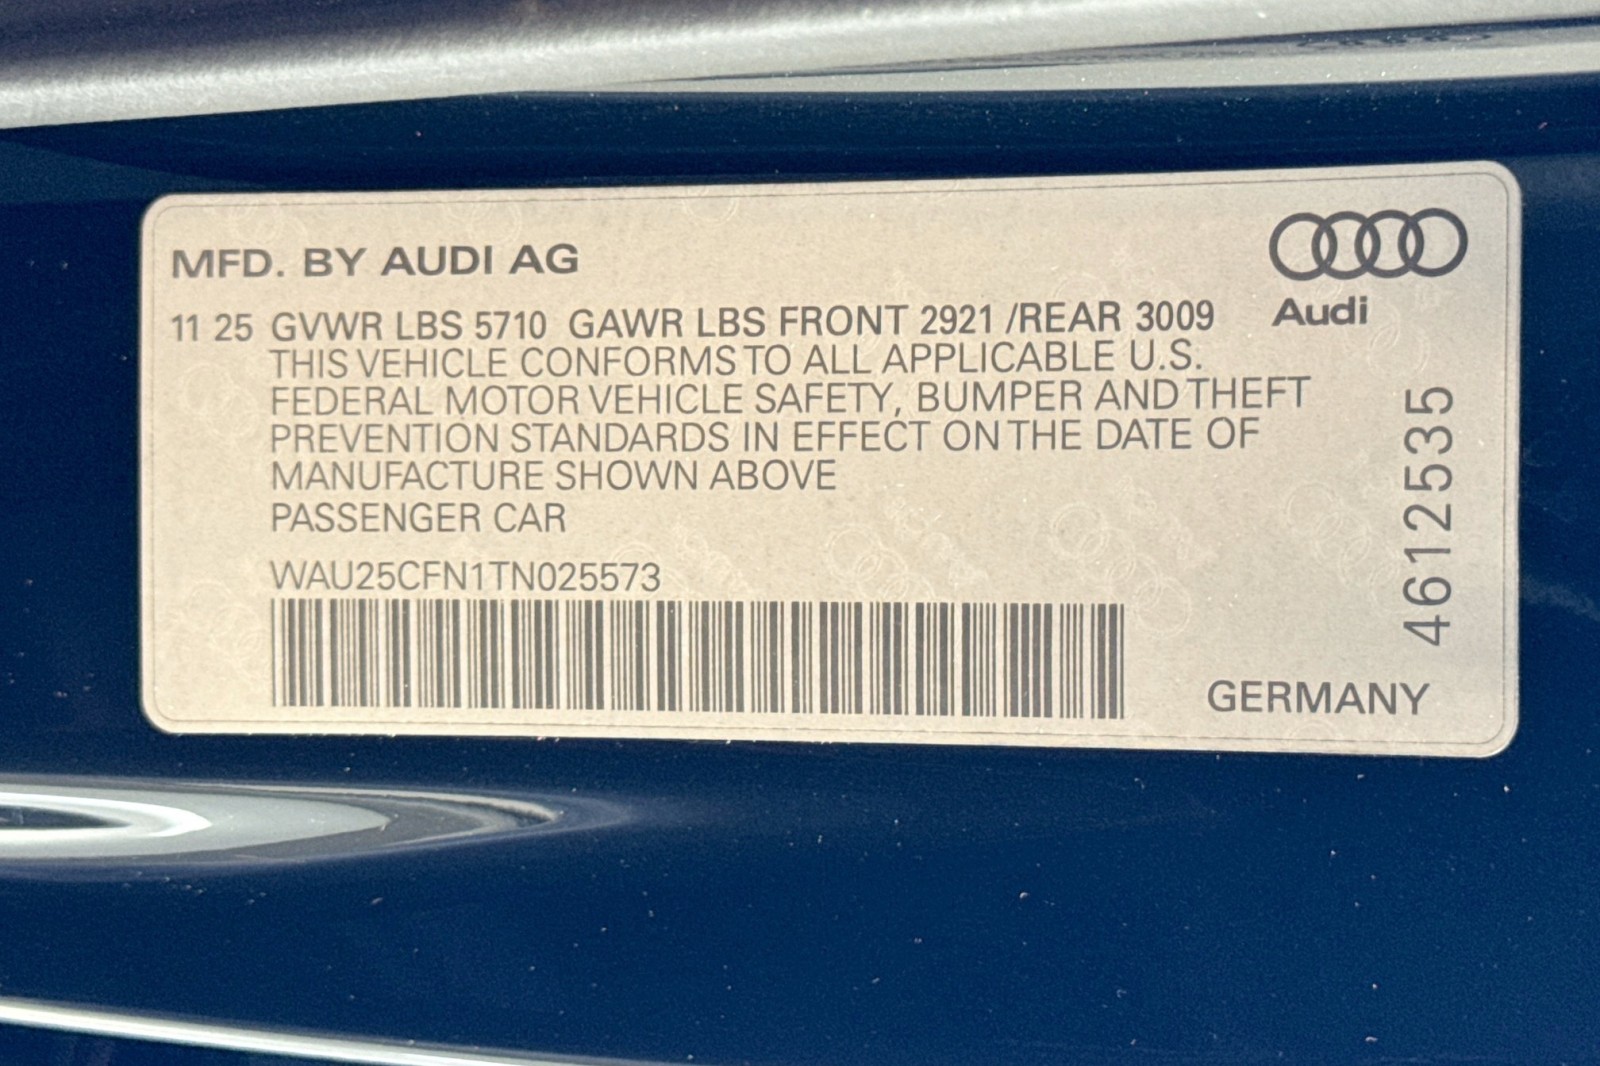 MFD. BY AUDI AG
Audi
11 25 GVWR LBS 5710 GAWR LBS FRONT 2921 /REAR 3009
THIS VEHICLE CONFORMS TO ALL APPLICABLE U.S.
FEDERAL MOTOR VEHICLE SAFETY, BUMPER AND THEFT
PREVENTION STANDARDS IN EFFECT ON THE DATE OF
MANUFACTURE SHOWN ABOVE
PASSENGER CAR
WAU25CFN1TN025573
4612535
GERMANY